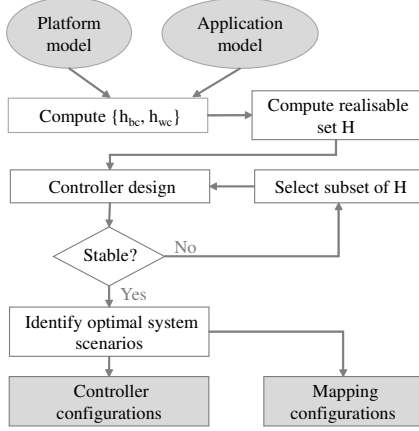 Platform
model
Application
model
Compute {h_bc, h_wc}
Compute realisable
set H
Controller design
Select subset of H
Stable?
No
Yes
Identify optimal system
scenarios
Controller
configurations
Mapping
configurations